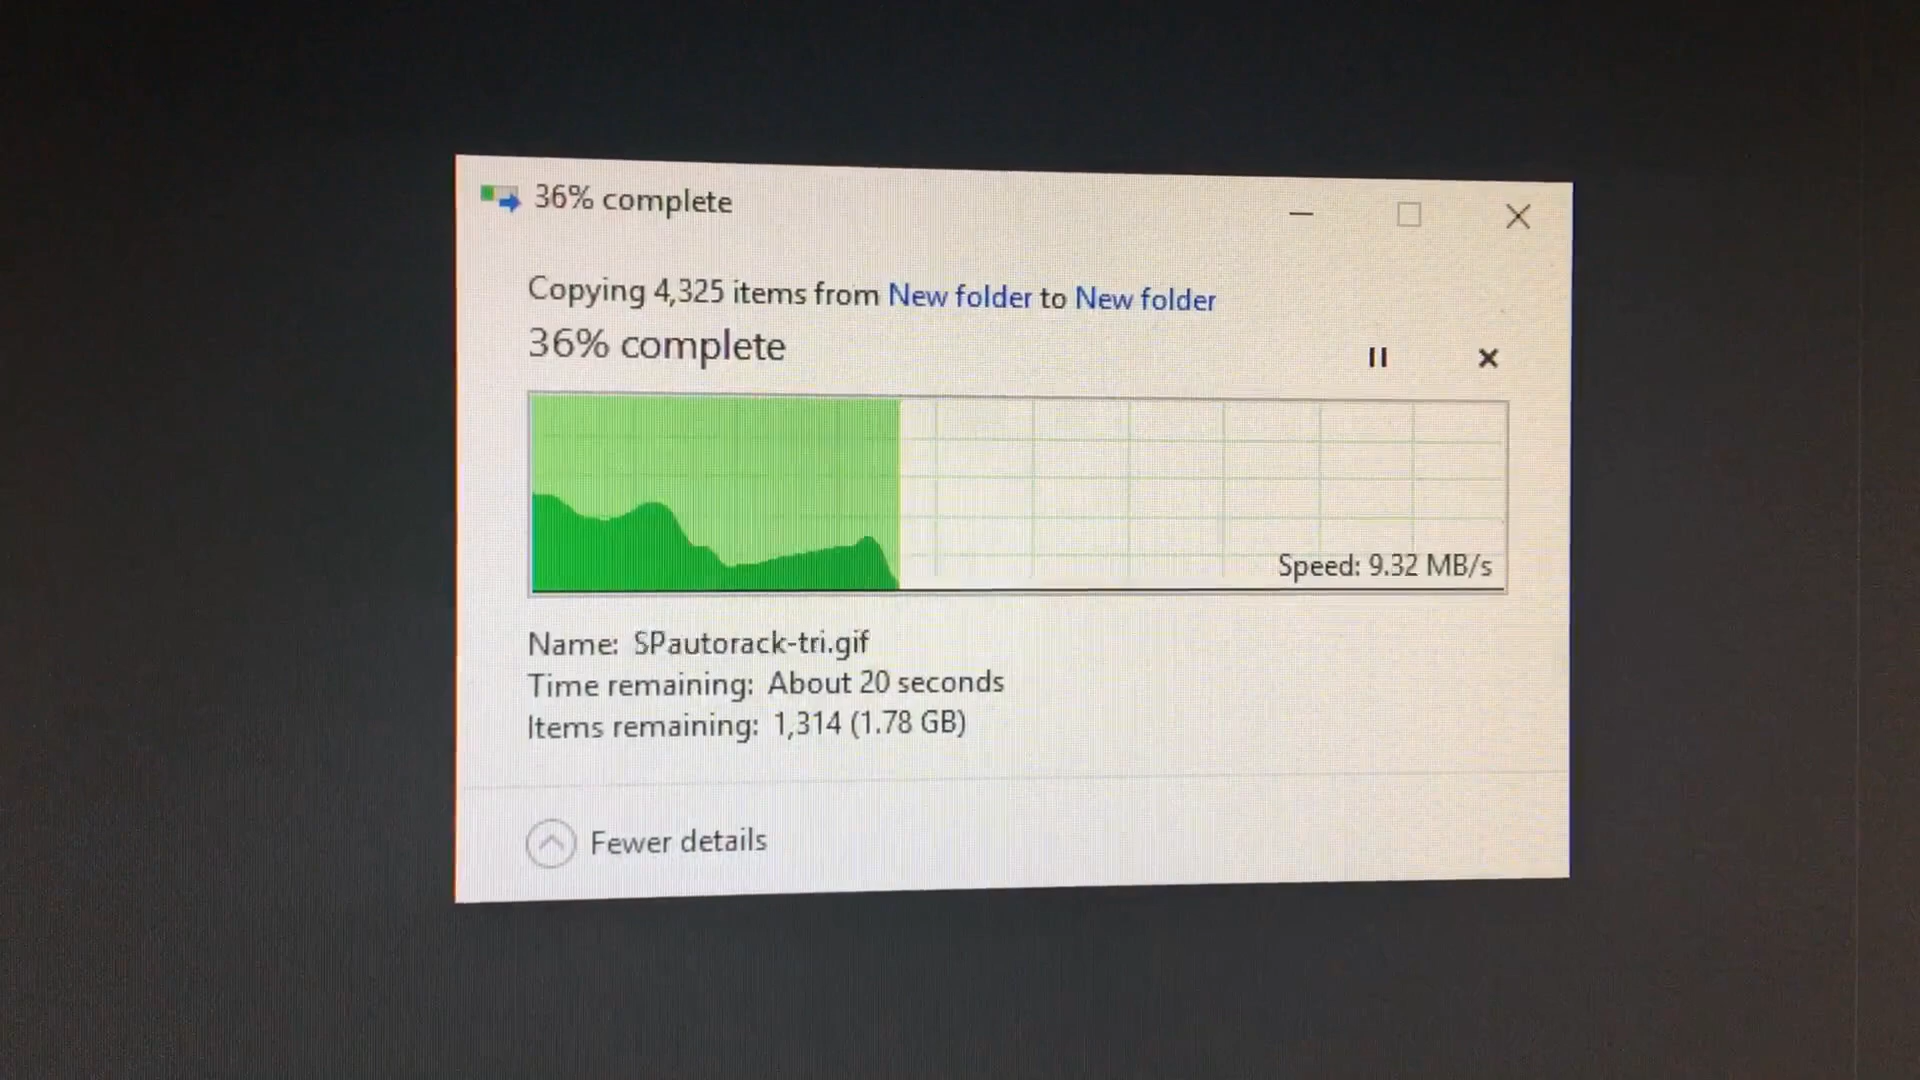 36% complete
Copying 4,325 items from New folder to New folder
36% complete
Speed: 9.32 MB/s
Name: SPautorack-tri.gif
Time remaining: About 20 seconds
Items remaining: 1,314 (1.78 GB)
Fewer details